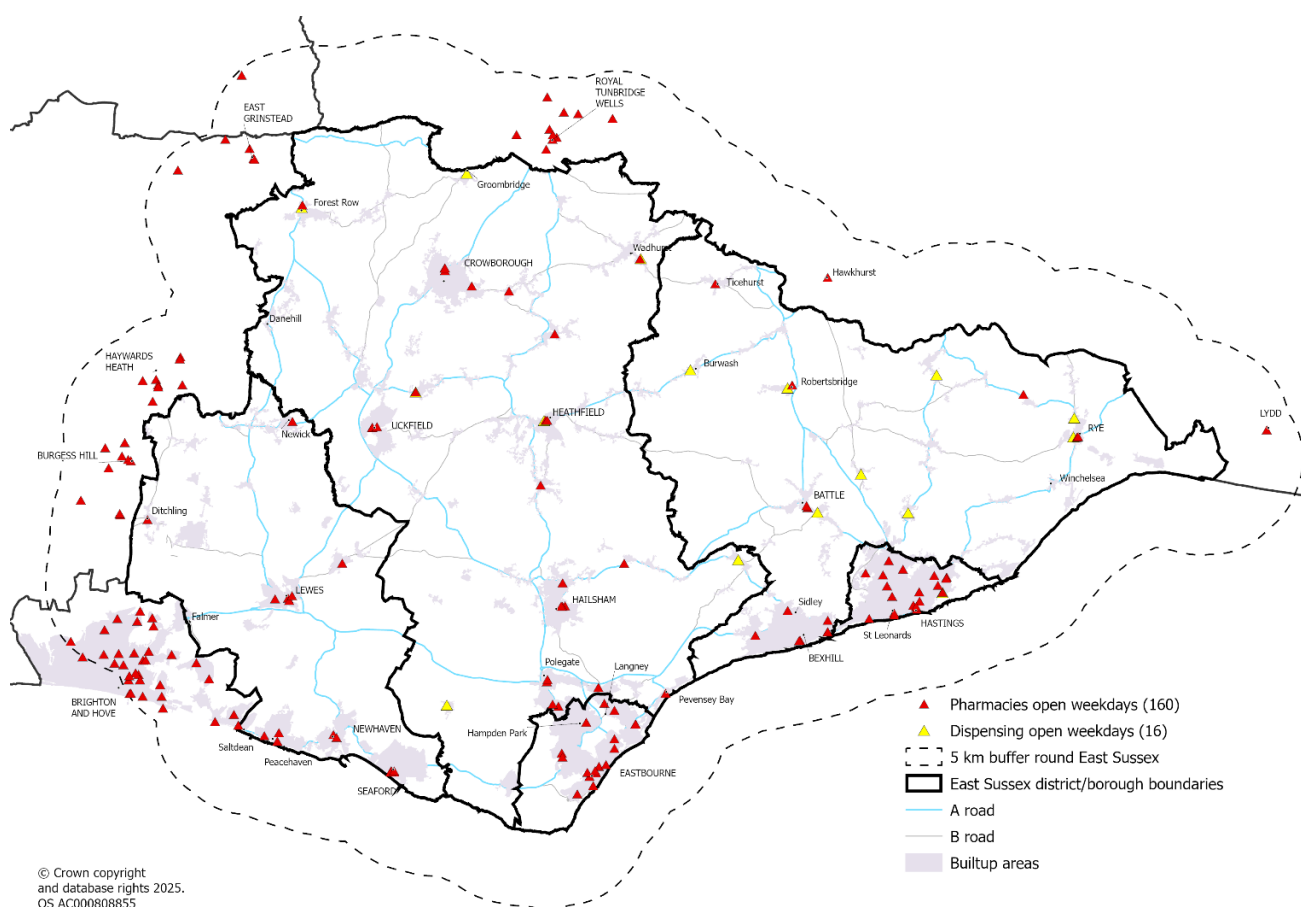 ROYAL
TUNBRIDGE
WELLS
EAST
GRINSTEAD
Groombridge
Forest Row
Wadhurst
CROWBOROUGH
Hawkhurst
Ticehurst
Danehill
HAYWARDS
HEATH
Burwash
Robertsbridge
HEATHFIELD
LYDD
Newick
UCKFIELD
RYE
BURGESS HILL
Winchelsea
BATTLE
Ditchling
LEWES
HAILSHAM
Sidley
Falmer
HASTINGS
St Leonards
BEXHILL
Polegate
Langney
BRIGHTON
AND HOVE
Pevensey Bay
Hampden Park
NEWHAVEN
Saltdean
Peacehaven
EASTBOURNE
SEAFORD
Pharmacies open weekdays (160)
Dispensing open weekdays (16)
5 km buffer round East Sussex
East Sussex district/borough boundaries
A road
B road
Builtup areas
© Crown copyright
and database rights 2025.
OS AC000808855